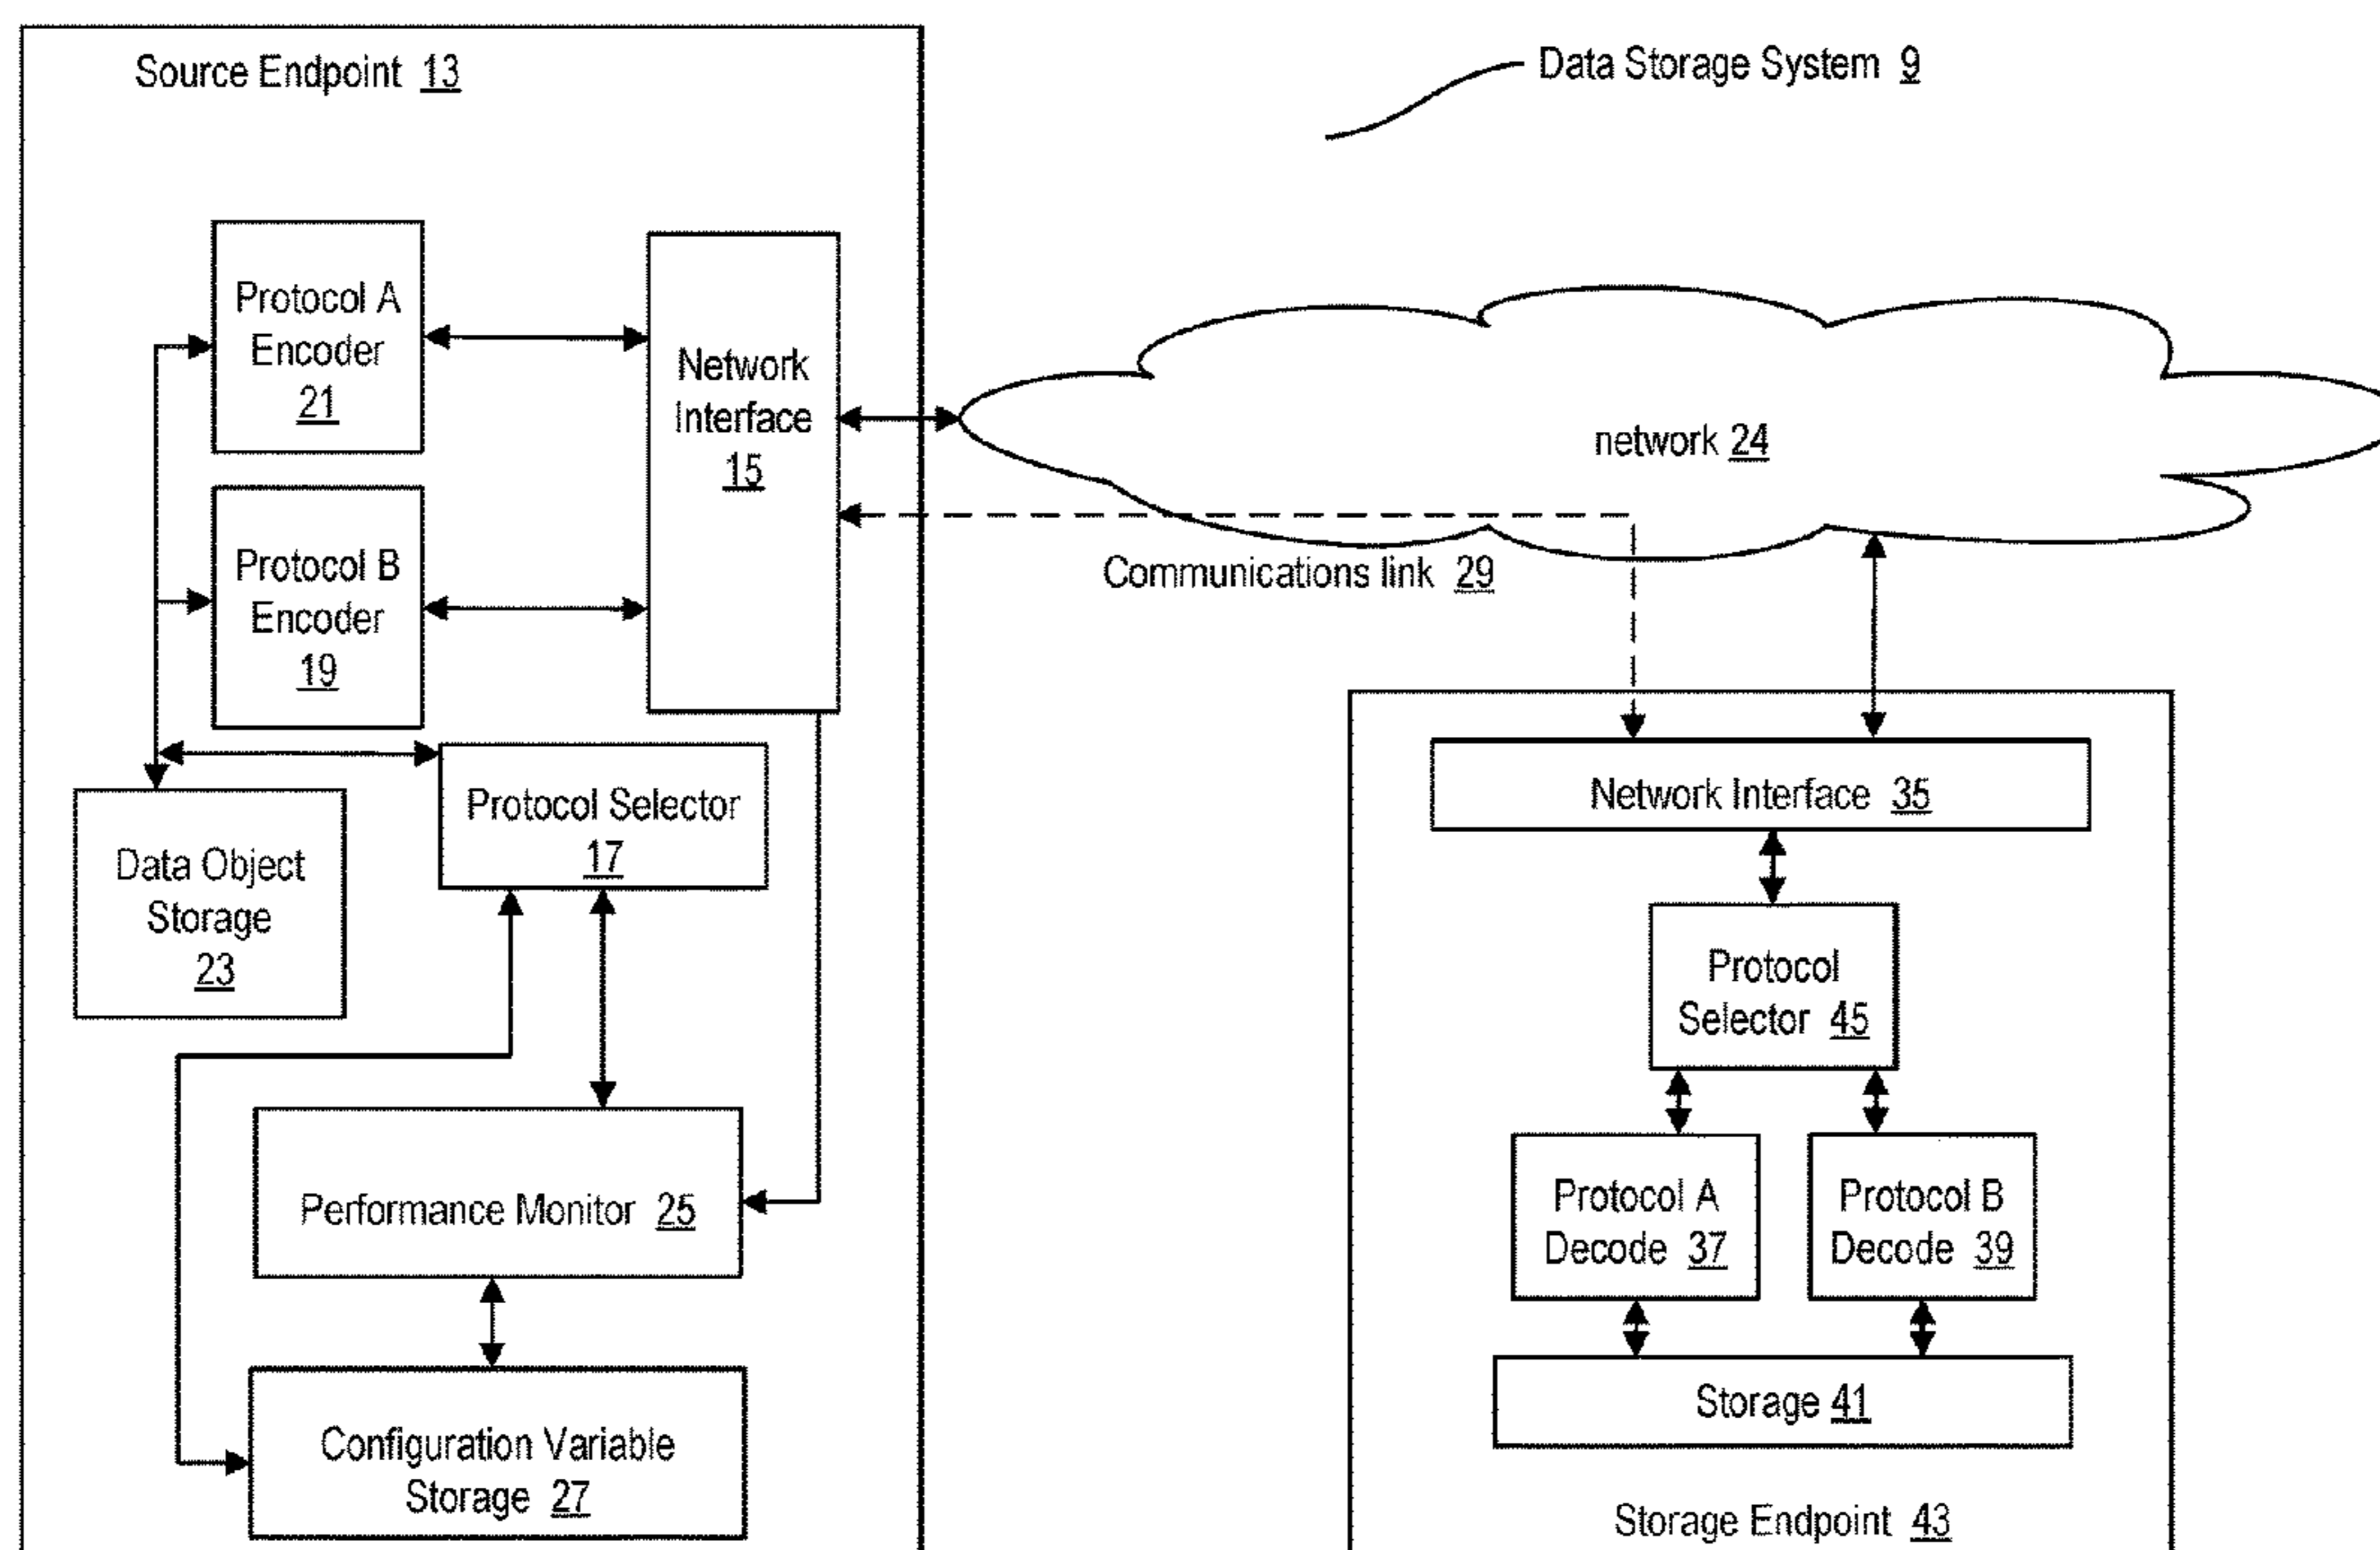 Source Endpoint 13
Data Storage System 9
Protocol A
Encoder
21
Network
Interface
15
network 24
Protocol B
Encoder
19
Communications link 29
Protocol Selector
17
Data Object
Storage
23
Network Interface 35
Protocol
Selector 45
Performance Monitor 25
Protocol A
Decode 37
Protocol B
Decode 39
Configuration Variable
Storage 27
Storage 41
Storage Endpoint 43